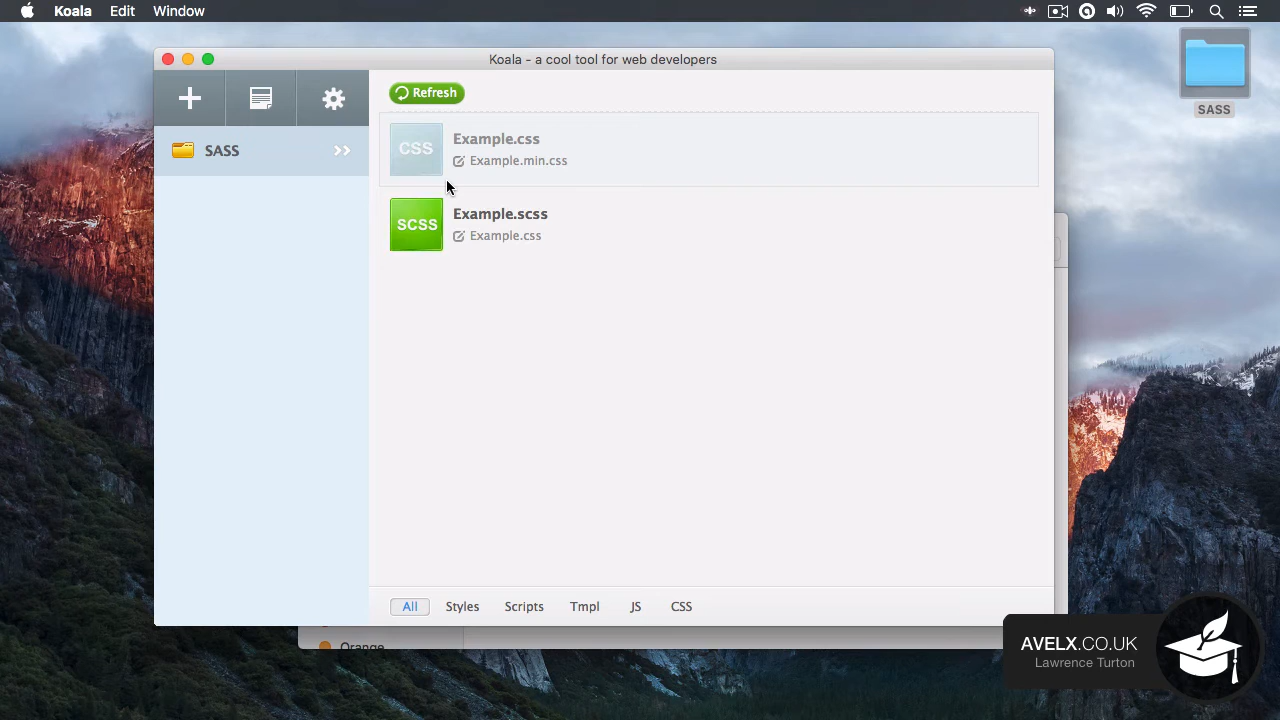 Koala Edit Window
Koala - a cool tool for web developers
SASS
Refresh
SASS
CSS
Example.css
Example.min.css
SCSS
Example.scss
Example.css
All Styles Scripts Tmpl JS CSS
Orange
AVELX.CO.UK
Lawrence Turton